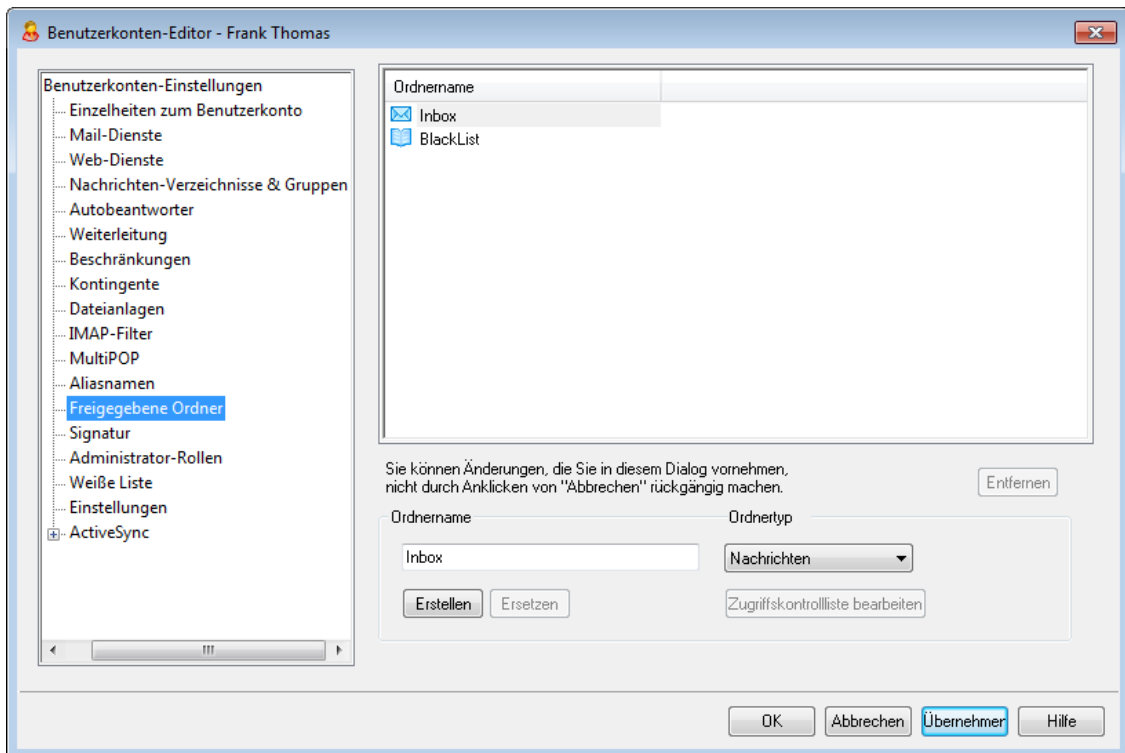 Benutzerkonten-Editor - Frank Thomas
Benutzerkonten-Einstellungen
Einzelheiten zum Benutzerkonto
Mail-Dienste
Web-Dienste
Nachrichten-Verzeichnisse & Gruppen
Autobeantworter
Weiterleitung
Beschränkungen
Kontingente
Dateianlagen
IMAP-Filter
MultiPOP
Aliasnamen
Freigegebene Ordner
Signatur
Administrator-Rollen
Weiße Liste
Einstellungen
ActiveSync
Ordnername
Inbox
BlackList
Sie können Änderungen, die Sie in diesem Dialog vornehmen,
nicht durch Anklicken von "Abbrechen" rückgängig machen.
Entfernen
Ordnername
Ordnertyp
Inbox
Nachrichten
Erstellen
Ersetzen
Zugriffskontrollliste bearbeiten
OK
Abbrechen
Übernehmer
Hilfe